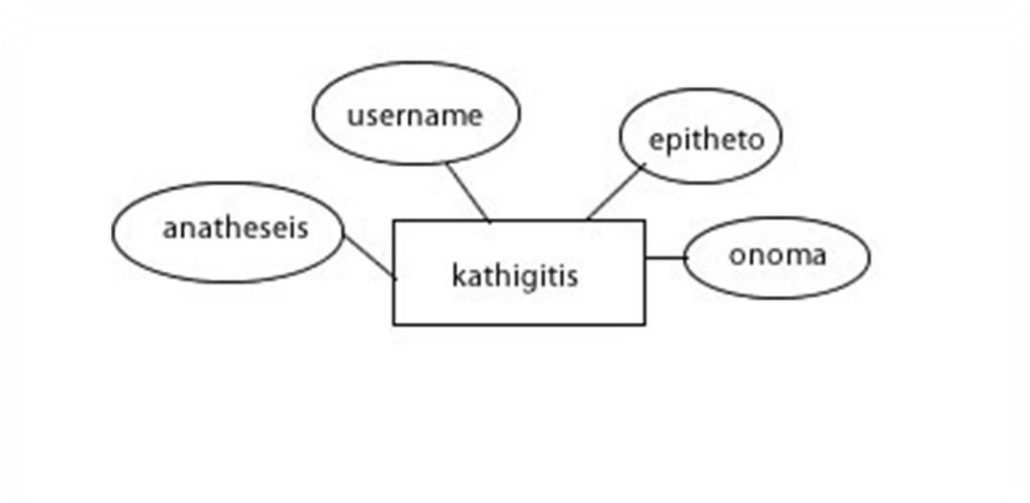 username
epitheto
anatheseis
onoma
kathigitis